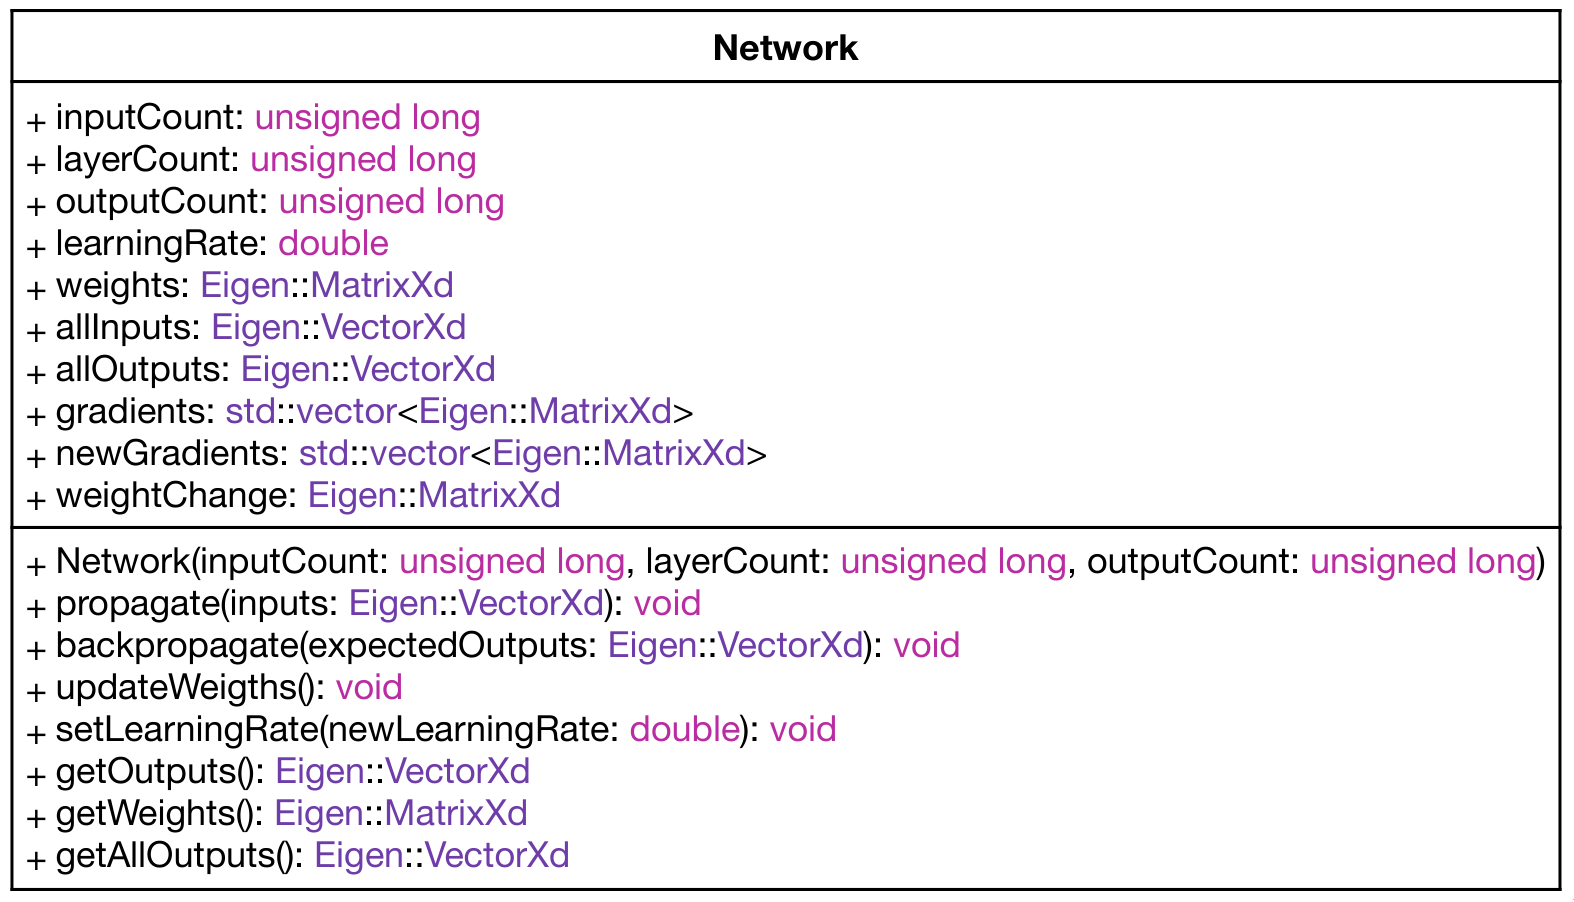 Network
+ inputCount: unsigned long
+ layerCount: unsigned long
+ outputCount: unsigned long
+ learningRate: double
+ weights: Eigen::MatrixXd
+ allInputs: Eigen::VectorXd
+ allOutputs: Eigen::VectorXd
+ gradients: std::vector<Eigen::MatrixXd>
+ newGradients: std::vector<Eigen::MatrixXd>
+ weightChange: Eigen::MatrixXd
+ Network(inputCount: unsigned long, layerCount: unsigned long, outputCount: unsigned long)
+ propagate(inputs: Eigen::VectorXd): void
+ backpropagate(expectedOutputs: Eigen::VectorXd): void
+ updateWeigths(): void
+ setLearningRate(newLearningRate: double): void
+ getOutputs(): Eigen::VectorXd
+ getWeights(): Eigen::MatrixXd
+ getAllOutputs(): Eigen::VectorXd